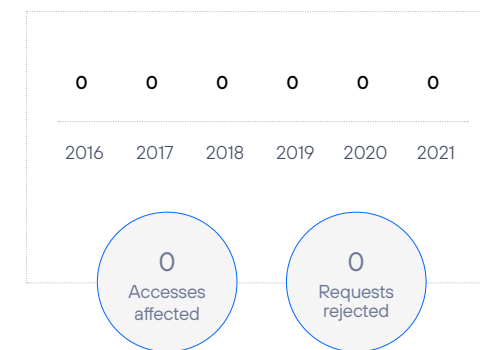 0 0 0 0 0 0
2016 2017 2018 2019 2020 2021
0
Accesses
affected
0
Requests
rejected